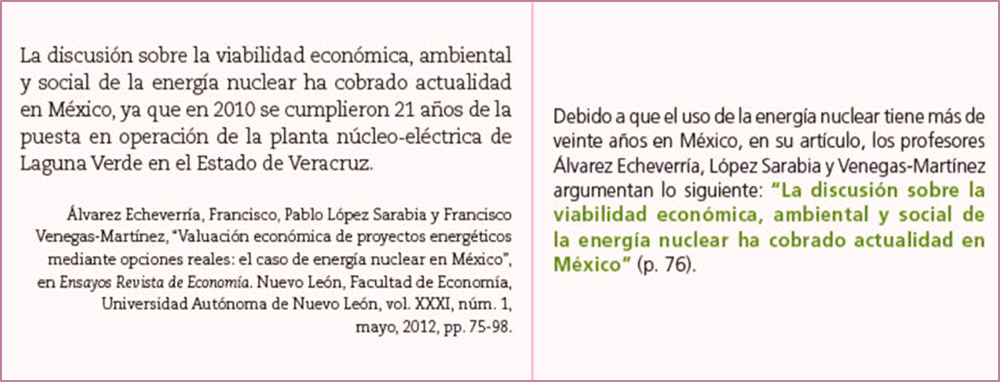 La discusión sobre la viabilidad económica, ambiental
y social de la energía nuclear ha cobrado actualidad
en México, ya que en 2010 se cumplieron 21 años de la
puesta en operación de la planta núcleo-eléctrica de
Laguna Verde en el Estado de Veracruz.
Álvarez Echeverría, Francisco, Pablo López Sarabia y Francisco
Venegas-Martínez, “Valuación económica de proyectos energéticos
mediante opciones reales: el caso de energía nuclear en México”,
en Ensayos Revista de Economía. Nuevo León, Facultad de Economía,
Universidad Autónoma de Nuevo León, vol. XXXI, núm. 1,
mayo, 2012, pp. 75-98.
Debido a que el uso de la energía nuclear tiene más de
veinte años en México, en su artículo, los profesores
Álvarez Echeverría, López Sarabia y Venegas-Martínez
argumentan lo siguiente: “La discusión sobre la
viabilidad económica, ambiental y social de
la energía nuclear ha cobrado actualidad en
México” (p. 76).